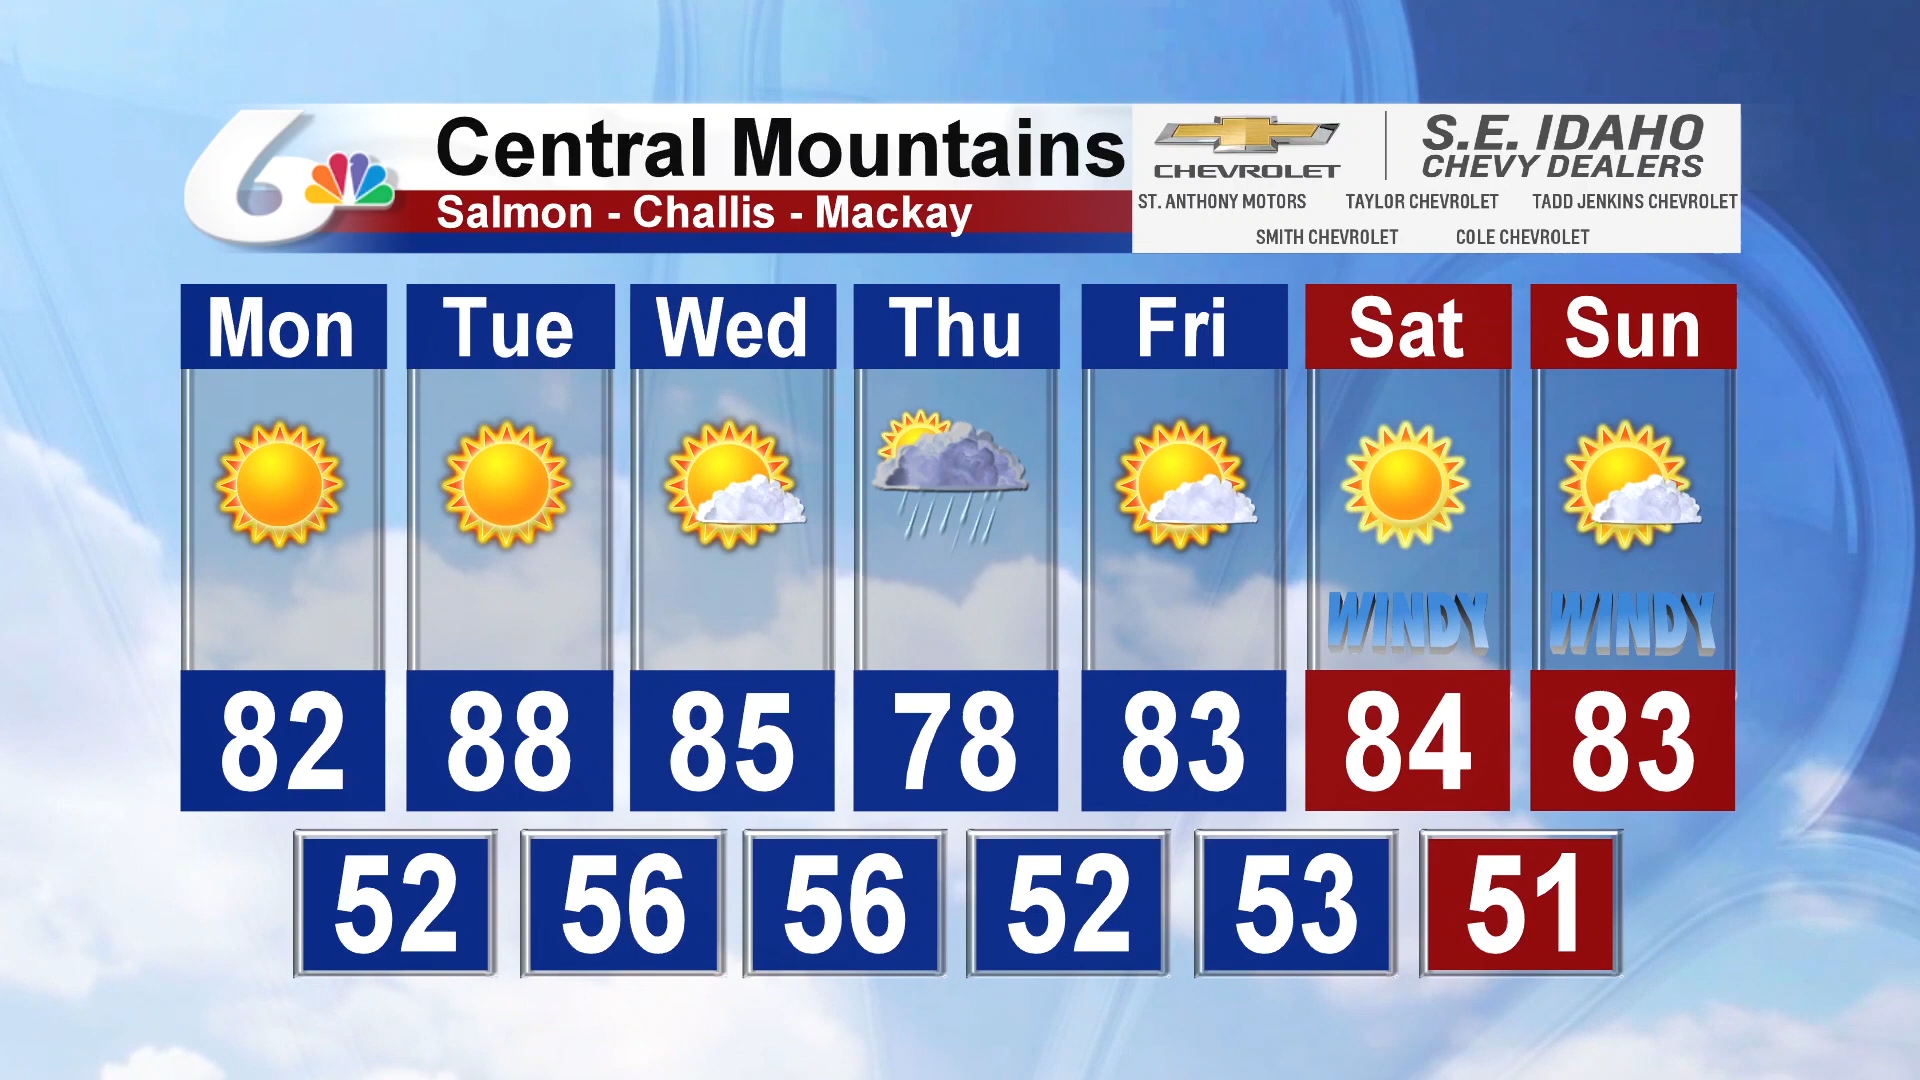 6
Central Mountains
Salmon - Challis - Mackay
CHEVROLET
S.E. IDAHO
CHEVY DEALERS
ST. ANTHONY MOTORS TAYLOR CHEVROLET TADD JENKINS CHEVROLET
SMITH CHEVROLET COLE CHEVROLET
Mon Tue Wed Thu Fri Sat Sun
WINDY WINDY
82 88 85 78 83 84 83
52 56 56 52 53 51